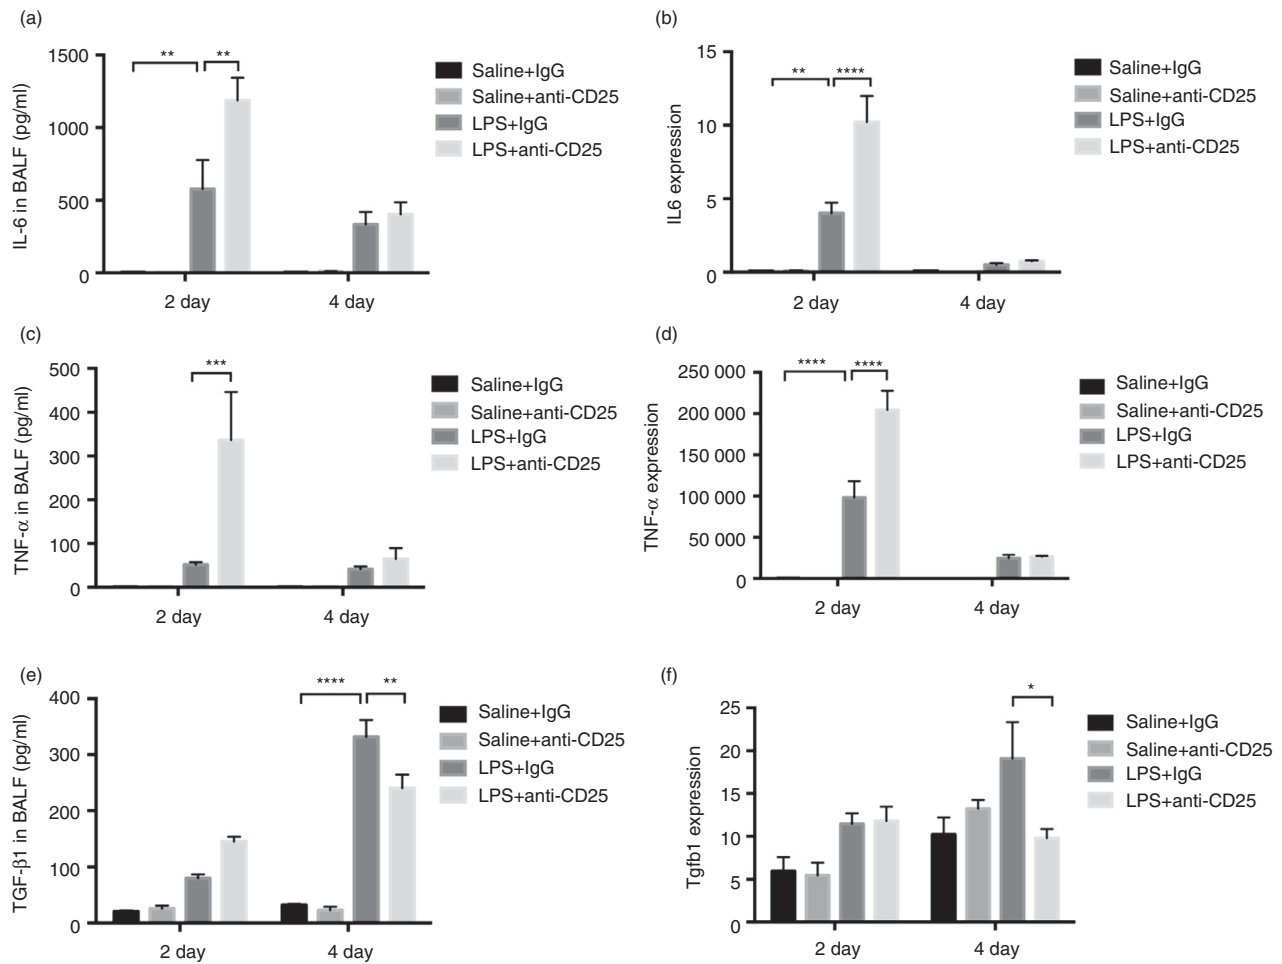 (a)
IL-6 in BALF (pg/ml)
1500
1000
500
0
** **
2 day 4 day
Saline+IgG
Saline+anti-CD25
LPS+IgG
LPS+anti-CD25
(b)
IL6 expression
15
10
5
0
** ****
2 day 4 day
Saline+IgG
Saline+anti-CD25
LPS+IgG
LPS+anti-CD25
(c)
TNF-α in BALF (pg/ml)
500
400
300
200
100
0
***
2 day 4 day
Saline+IgG
Saline+anti-CD25
LPS+IgG
LPS+anti-CD25
(d)
TNF-α expression
250 000
200 000
150 000
100 000
50 000
0
**** ****
2 day 4 day
Saline+IgG
Saline+anti-CD25
LPS+IgG
LPS+anti-CD25
(e)
TGF-β1 in BALF (pg/ml)
400
300
200
100
0
**** **
2 day 4 day
Saline+IgG
Saline+anti-CD25
LPS+IgG
LPS+anti-CD25
(f)
Tgfb1 expression
25
20
15
10
5
0
*
2 day 4 day
Saline+IgG
Saline+anti-CD25
LPS+IgG
LPS+anti-CD25